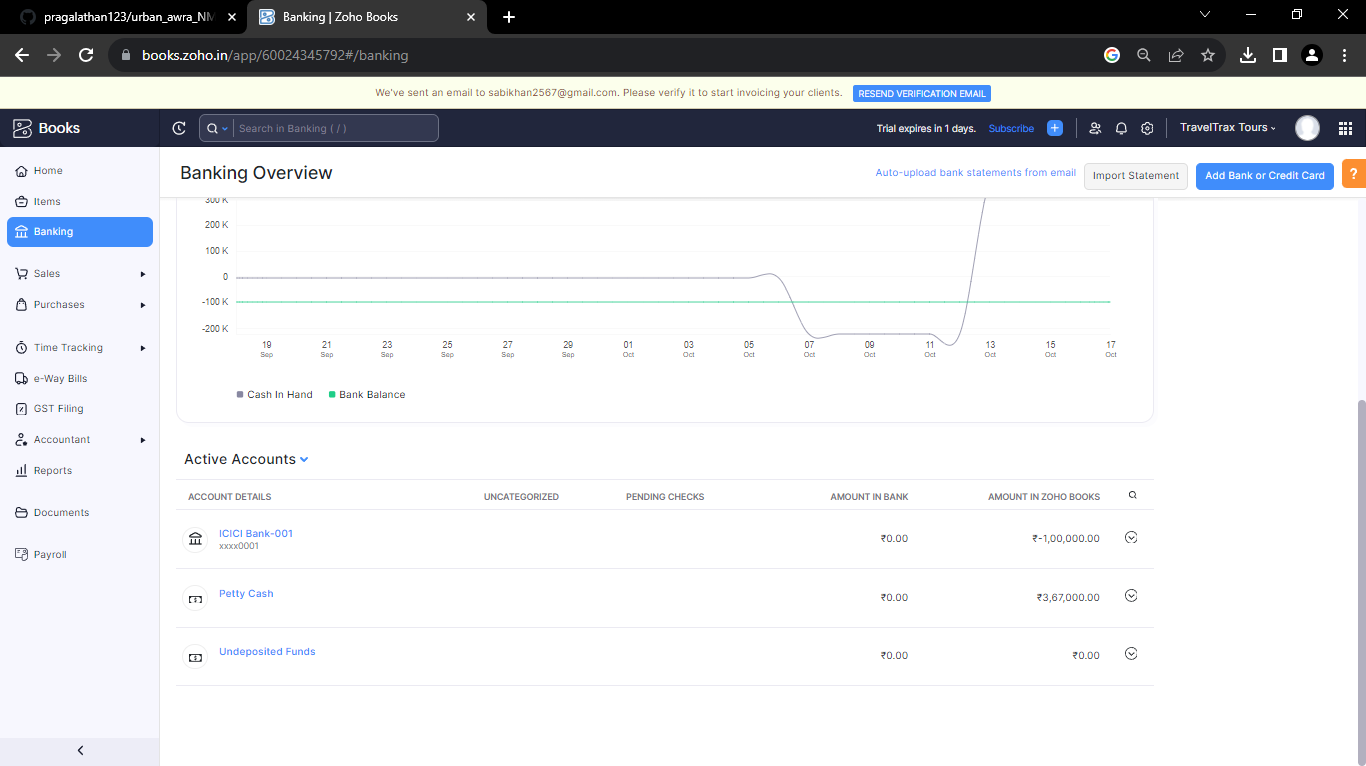 pragalathan123/urban_awra_NM
Banking | Zoho Books
books.zoho.in/app/60024345792#/banking
We've sent an email to sabikhan2567@gmail.com. Please verify it to start invoicing your clients. RESEND VERIFICATION EMAIL
Books
Search in Banking ( / )
Trial expires in 1 days. Subscribe
TravelTrax Tours
Home
Items
Banking
Sales
Purchases
Time Tracking
e-Way Bills
GST Filing
Accountant
Reports
Documents
Payroll
Banking Overview
Auto-upload bank statements from email
Import Statement
Add Bank or Credit Card
?
300 K
200 K
100 K
0
-100 K
-200 K
19 21 23 25 27 29 01 03 05 07 09 11 13 15 17
Sep Sep Sep Sep Sep Sep Oct Oct Oct Oct Oct Oct Oct Oct Oct
Cash In Hand Bank Balance
Active Accounts
ACCOUNT DETAILS UNCATEGORIZED PENDING CHECKS AMOUNT IN BANK AMOUNT IN ZOHO BOOKS
ICICI Bank-001
xxxx0001
₹0.00 ₹-1,00,000.00
Petty Cash ₹0.00 ₹3,67,000.00
Undeposited Funds ₹0.00 ₹0.00